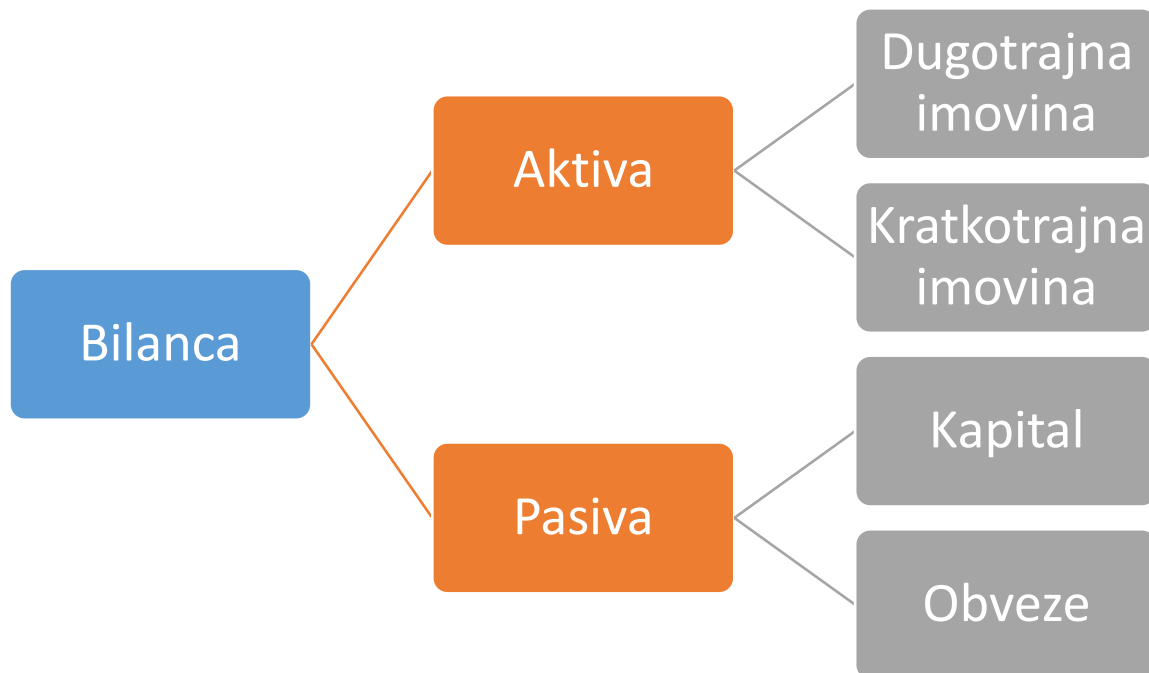 Bilanca
Aktiva
Dugotrajna
imovina
Kratkotrajna
imovina
Pasiva
Kapital
Obveze